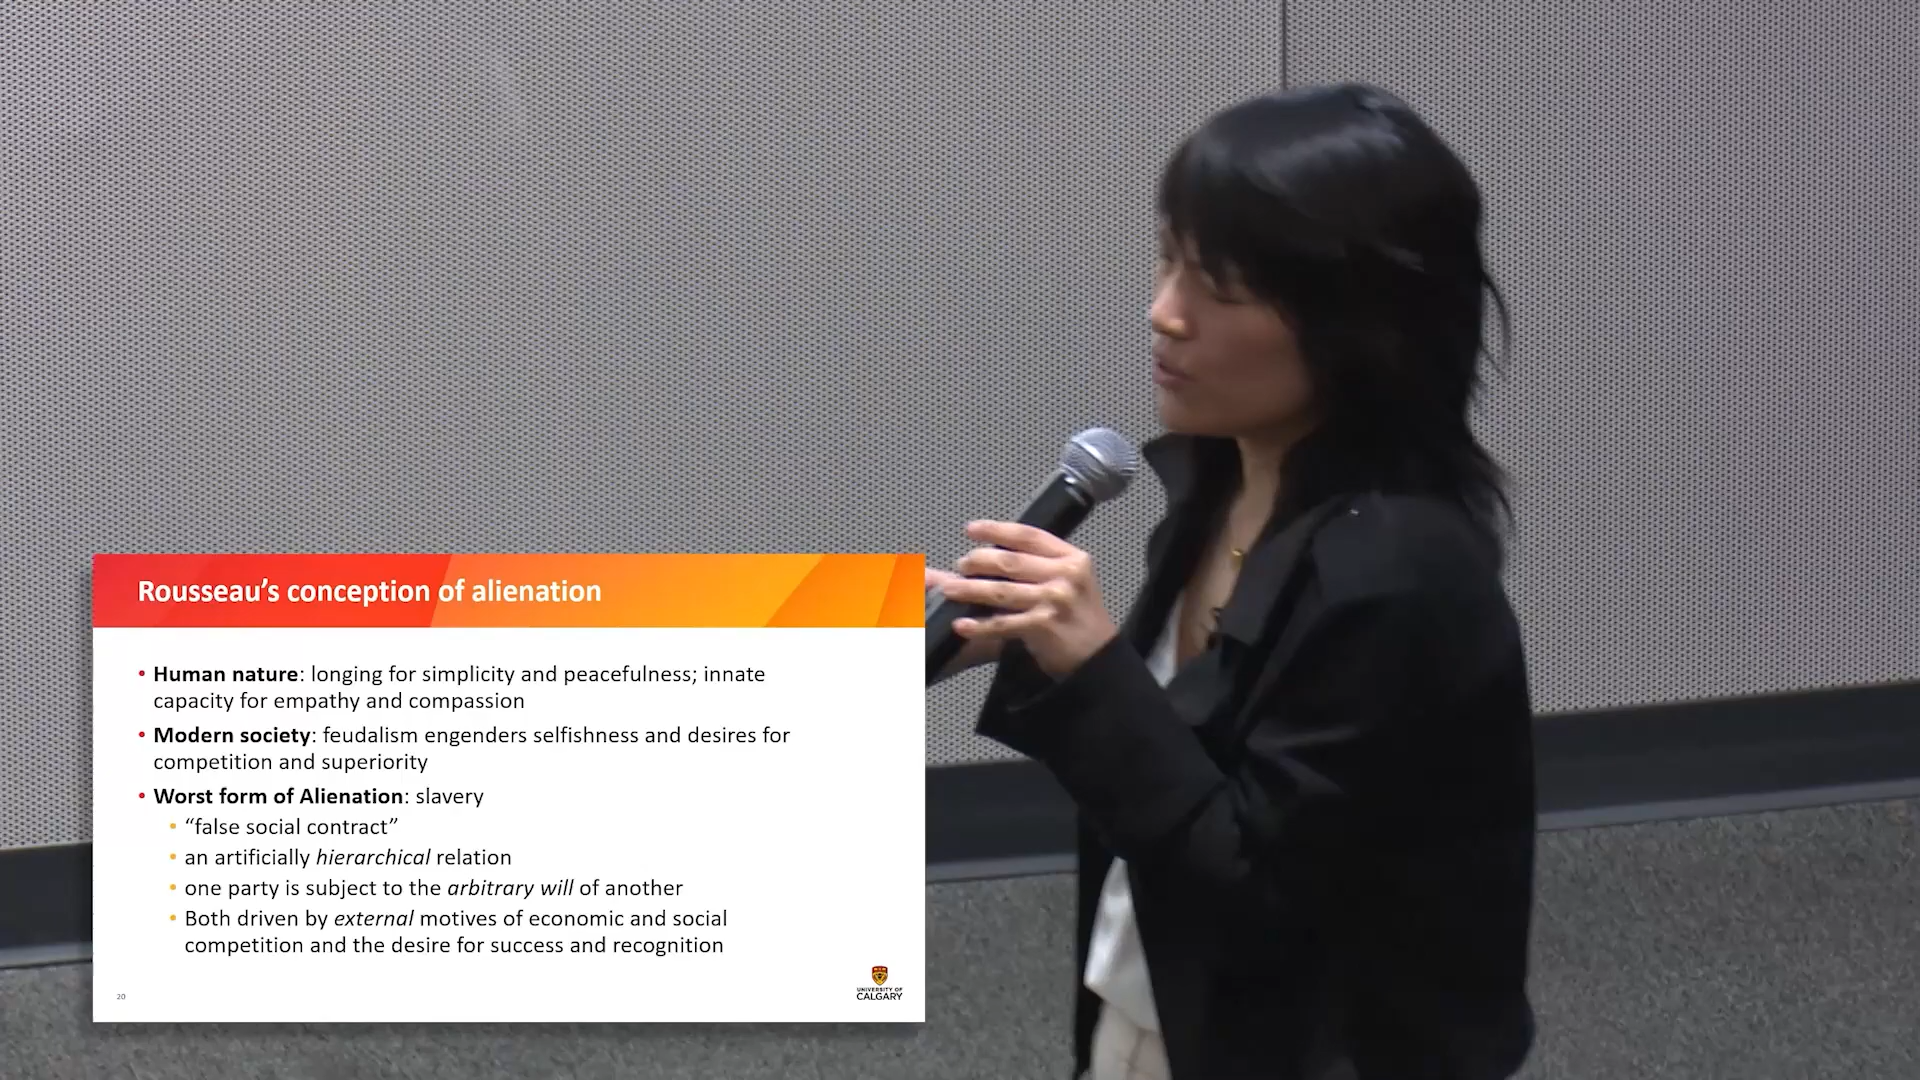 Rousseau’s conception of alienation
• Human nature: longing for simplicity and peacefulness; innate
capacity for empathy and compassion
• Modern society: feudalism engenders selfishness and desires for
competition and superiority
• Worst form of Alienation: slavery
• “false social contract”
• an artificially hierarchical relation
• one party is subject to the arbitrary will of another
• Both driven by external motives of economic and social
competition and the desire for success and recognition
20
UNIVERSITY OF
CALGARY